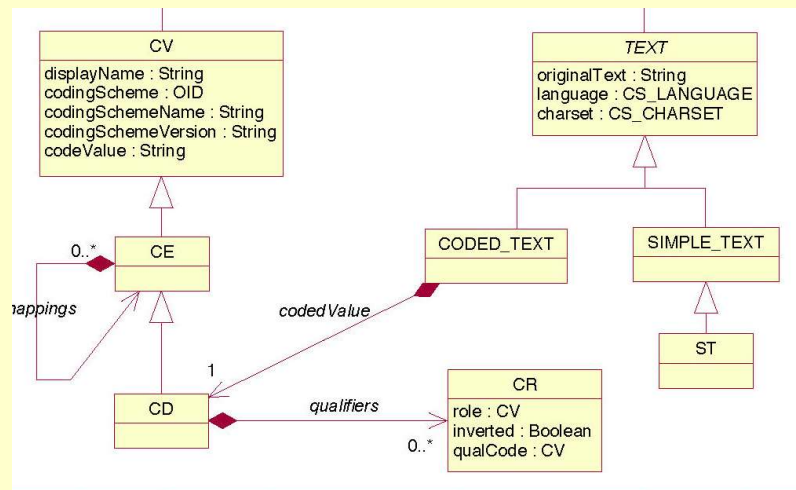 CV
displayName : String
codingScheme : OID
codingSchemeName : String
codingSchemeVersion : String
codeValue : String
TEXT
originalText : String
language : CS_LANGUAGE
charset : CS_CHARSET
0..*
CE
CODED_TEXT
SIMPLE_TEXT
nappings
codedValue
ST
1
CD
qualifiers
0..*
CR
role : CV
inverted : Boolean
qualCode : CV